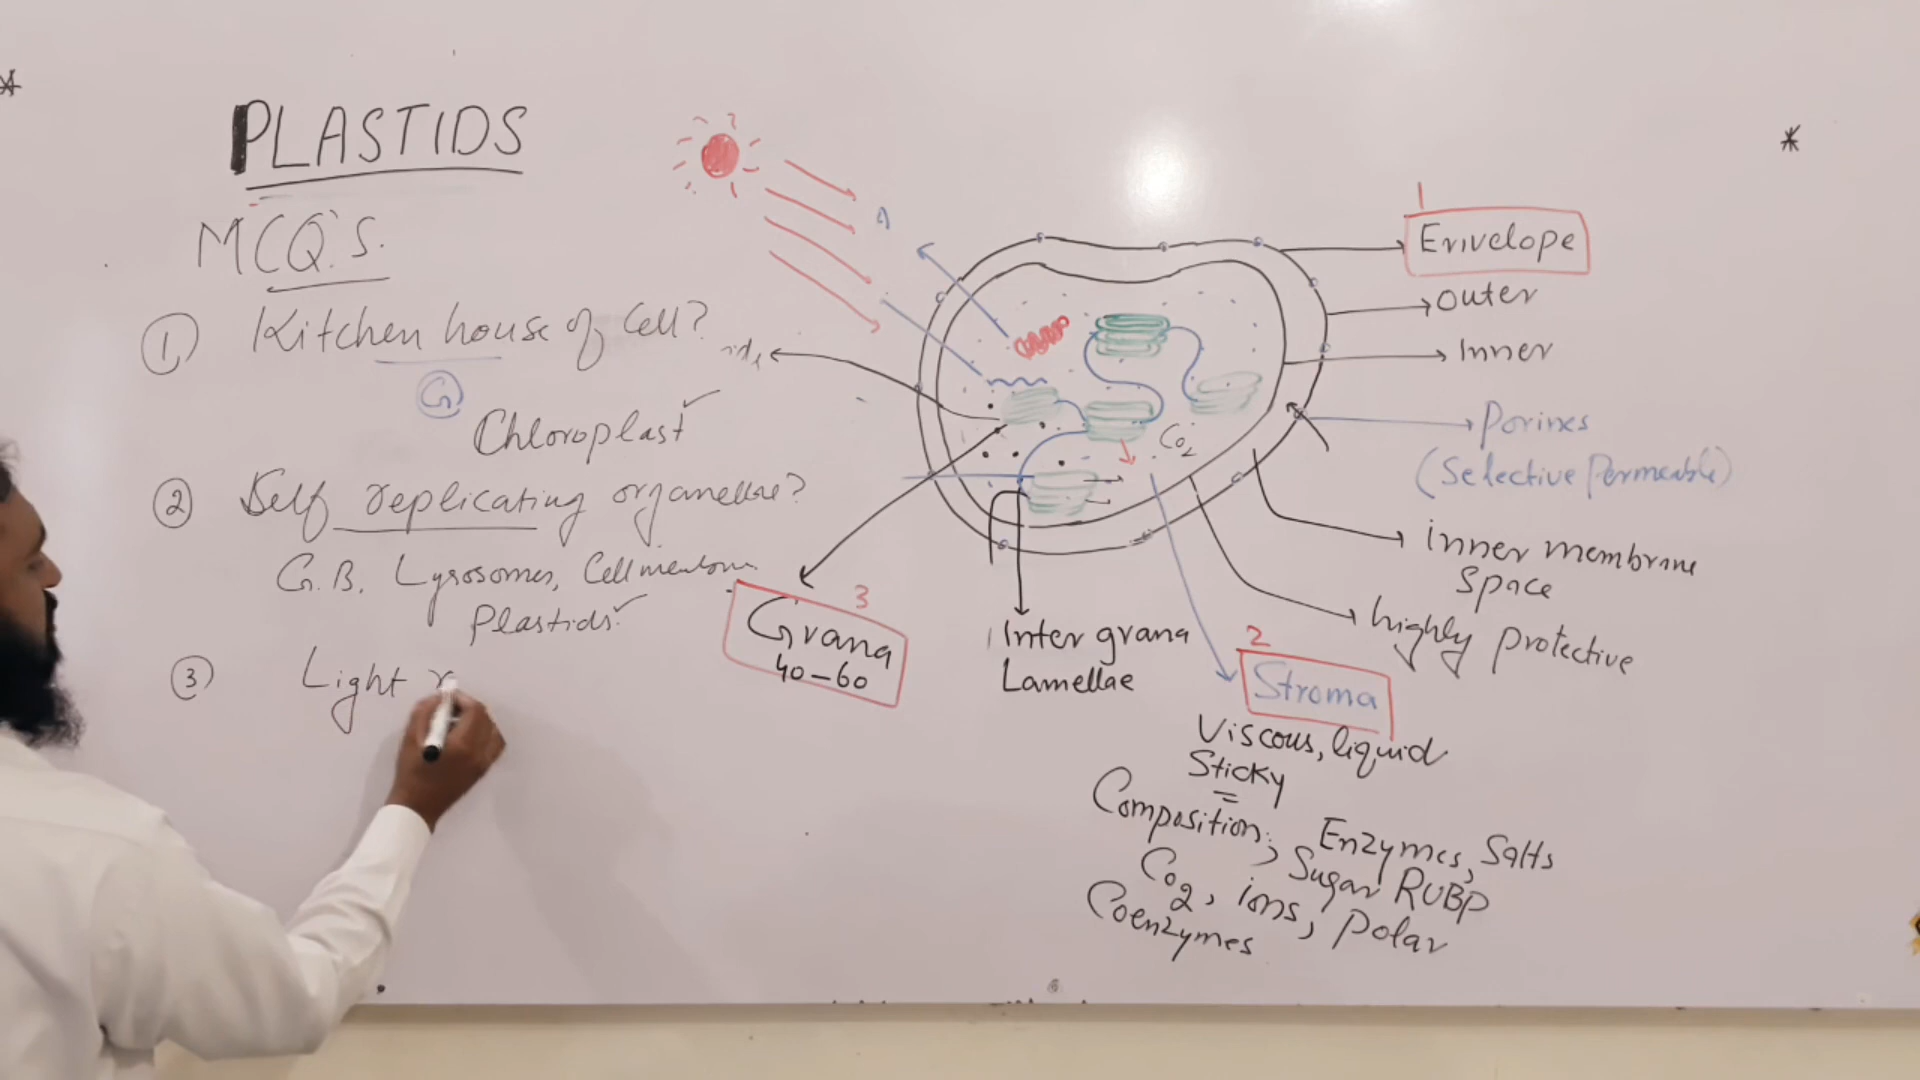 PLASTIDS
MCQ'S.
1 Kitchen house of Cell?
G
Chloroplast
2 Self replicating organellae?
G.B, Lysosomes, Cell
Plastids
3 Light r
A
CO2
3
Grana
40-60
Inter grana
Lamellae
1
Envelope
outer
Inner
Porines
(Selective Permeable)
inner membrane
space
highly protective
2
Stroma
Viscous, liquid
Sticky
Composition; Enzymes, Salts
CO2, Sugar RUBP
ions, Polar
Coenzymes